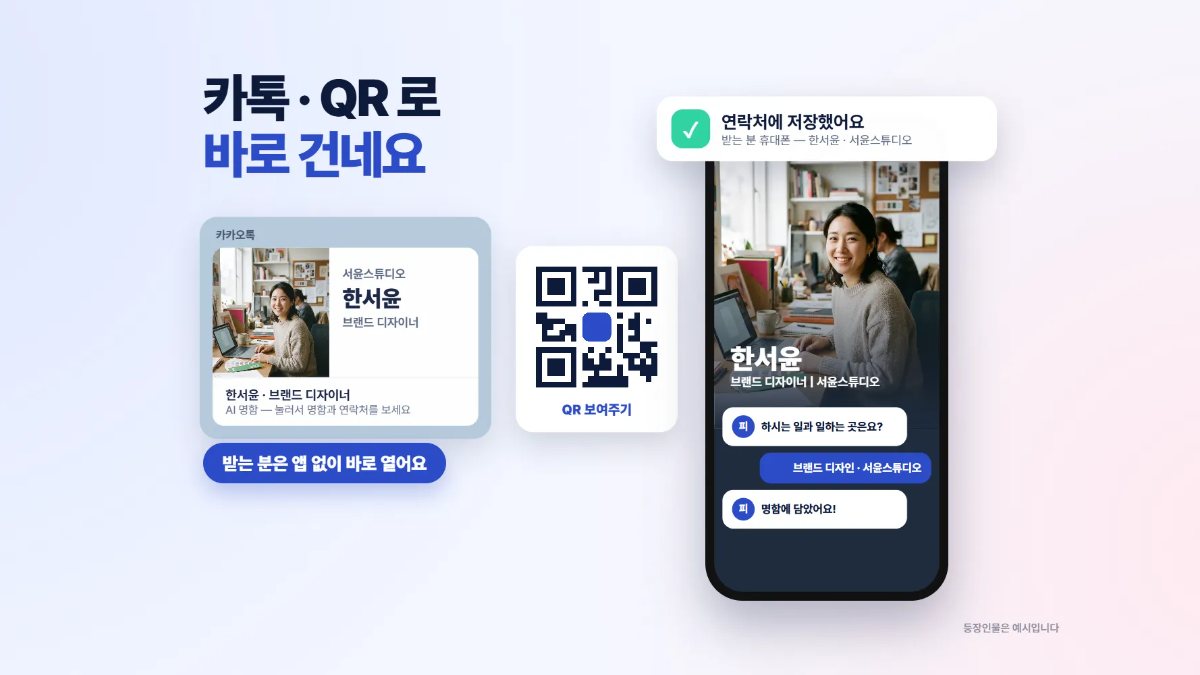 카톡 · QR 로
바로 건네요
카카오톡
서윤스튜디오
한서윤
브랜드 디자이너
한서윤 · 브랜드 디자이너
AI 명함 — 눌러서 명함과 연락처를 보세요
받는 분은 앱 없이 바로 열어요
QR 보여주기
연락처에 저장했어요
받는 분 휴대폰 — 한서윤 · 서윤스튜디오
한서윤
브랜드 디자이너 | 서윤스튜디오
피 하시는 일과 일하는 곳은요?
브랜드 디자인 · 서윤스튜디오
피 명함에 담았어요!
등장인물은 예시입니다